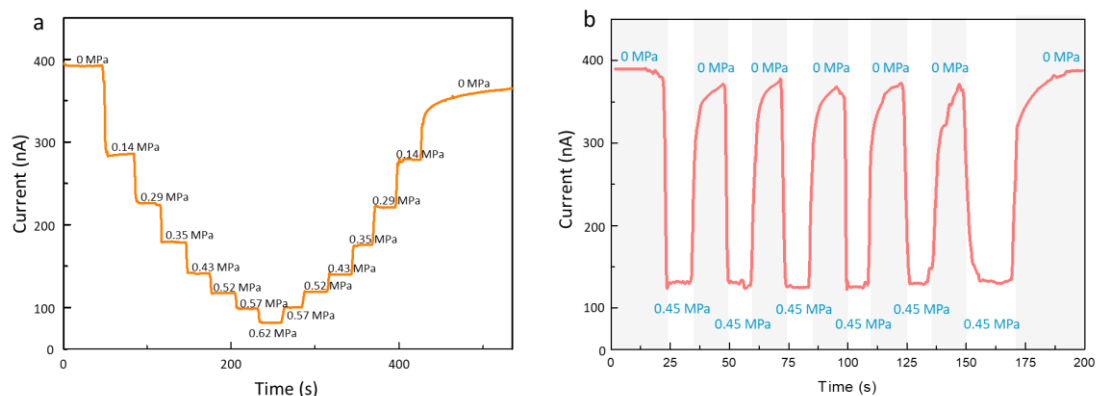 a
Current (nA)
400
300
200
100
0
0 MPa
0.14 MPa
0.29 MPa
0.35 MPa
0.43 MPa
0.52 MPa
0.57 MPa
0.62 MPa
0.57 MPa
0.52 MPa
0.43 MPa
0.35 MPa
0.29 MPa
0.14 MPa
0 MPa
0
200
400
Time (s)
b
Current (nA)
400
300
200
100
0
0 MPa
0 MPa
0 MPa
0 MPa
0 MPa
0 MPa
0 MPa
0.45 MPa
0.45 MPa
0.45 MPa
0.45 MPa
0.45 MPa
0.45 MPa
0
25
50
75
100
125
150
175
200
Time (s)